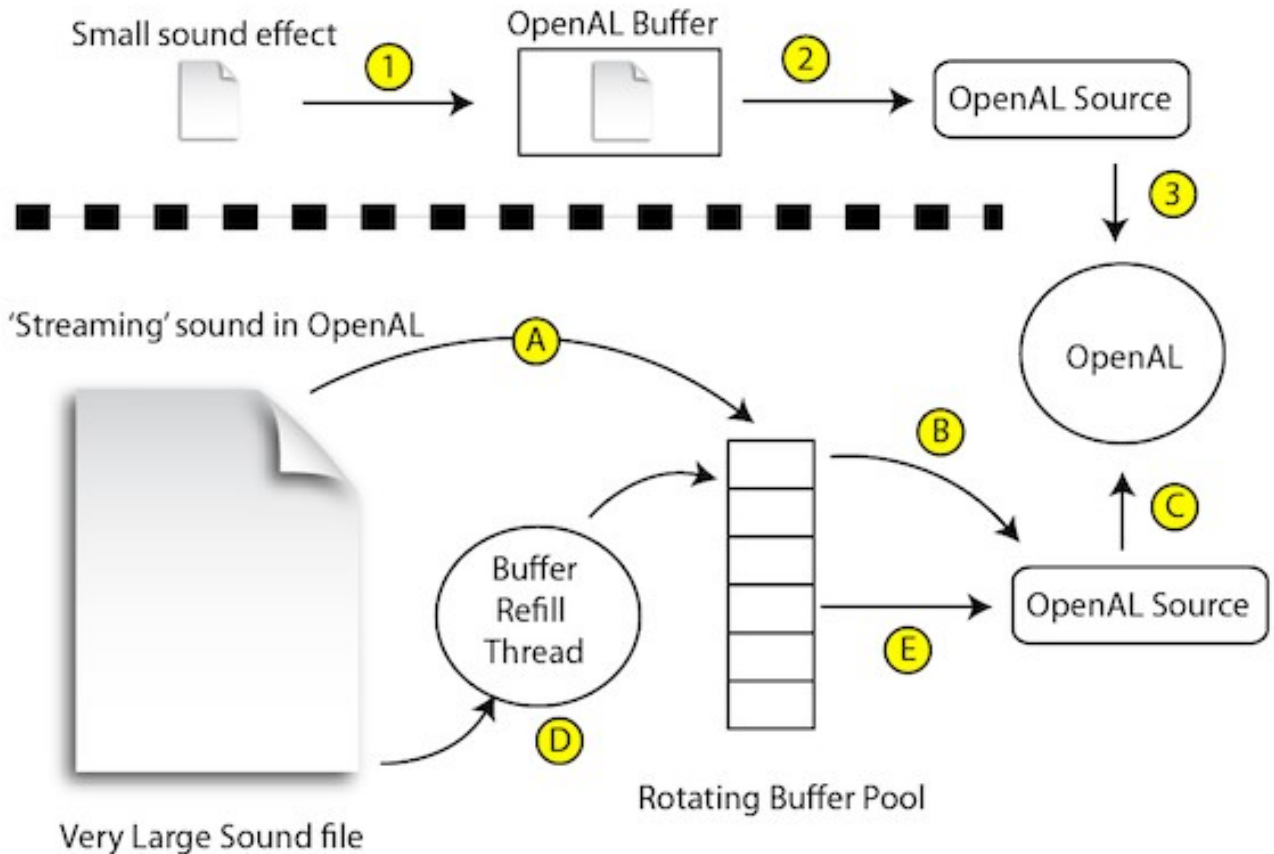 Small sound effect
1
OpenAL Buffer
2
OpenAL Source
3
OpenAL
'Streaming' sound in OpenAL
A
B
C
Buffer
Refill
Thread
D
E
OpenAL Source
Rotating Buffer Pool
Very Large Sound file